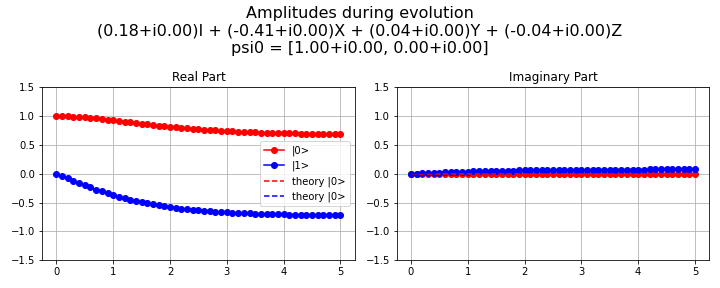 Amplitudes during evolution
(0.18+i0.00)I + (-0.41+i0.00)X + (0.04+i0.00)Y + (-0.04+i0.00)Z
psi0 = [1.00+i0.00, 0.00+i0.00]
Real Part
1.5
1.0
0.5
0.0
−0.5
−1.0
−1.5
0 1 2 3 4 5
|0>
|1>
theory |0>
theory |0>
Imaginary Part
1.5
1.0
0.5
0.0
−0.5
−1.0
−1.5
0 1 2 3 4 5